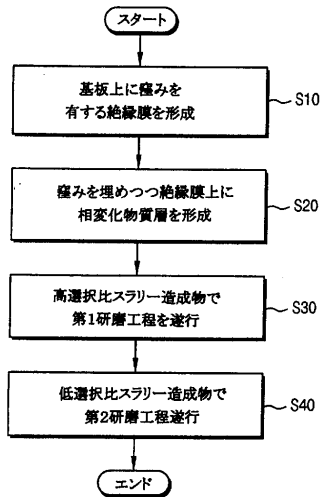 スタート
基板上に窪みを
有する絶縁膜を形成
S10
窪みを埋めつつ絶縁膜上に
相変化物質層を形成
S20
高選択比スラリー造成物で
第1研磨工程を遂行
S30
低選択比スラリー造成物で
第2研磨工程遂行
S40
エンド